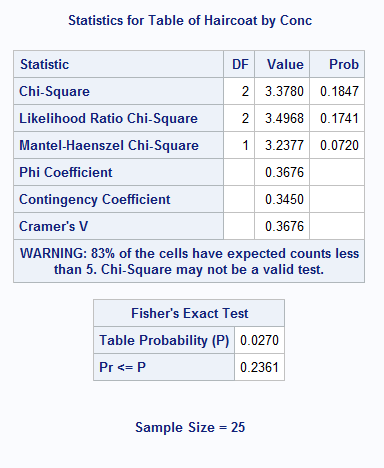 Statistics for Table of Haircoat by Conc
Statistic DF Value Prob
Chi-Square 2 3.3780 0.1847
Likelihood Ratio Chi-Square 2 3.4968 0.1741
Mantel-Haenszel Chi-Square 1 3.2377 0.0720
Phi Coefficient 0.3676
Contingency Coefficient 0.3450
Cramer's V 0.3676
WARNING: 83% of the cells have expected counts less
than 5. Chi-Square may not be a valid test.
Fisher's Exact Test
Table Probability (P) 0.0270
Pr <= P 0.2361
Sample Size = 25